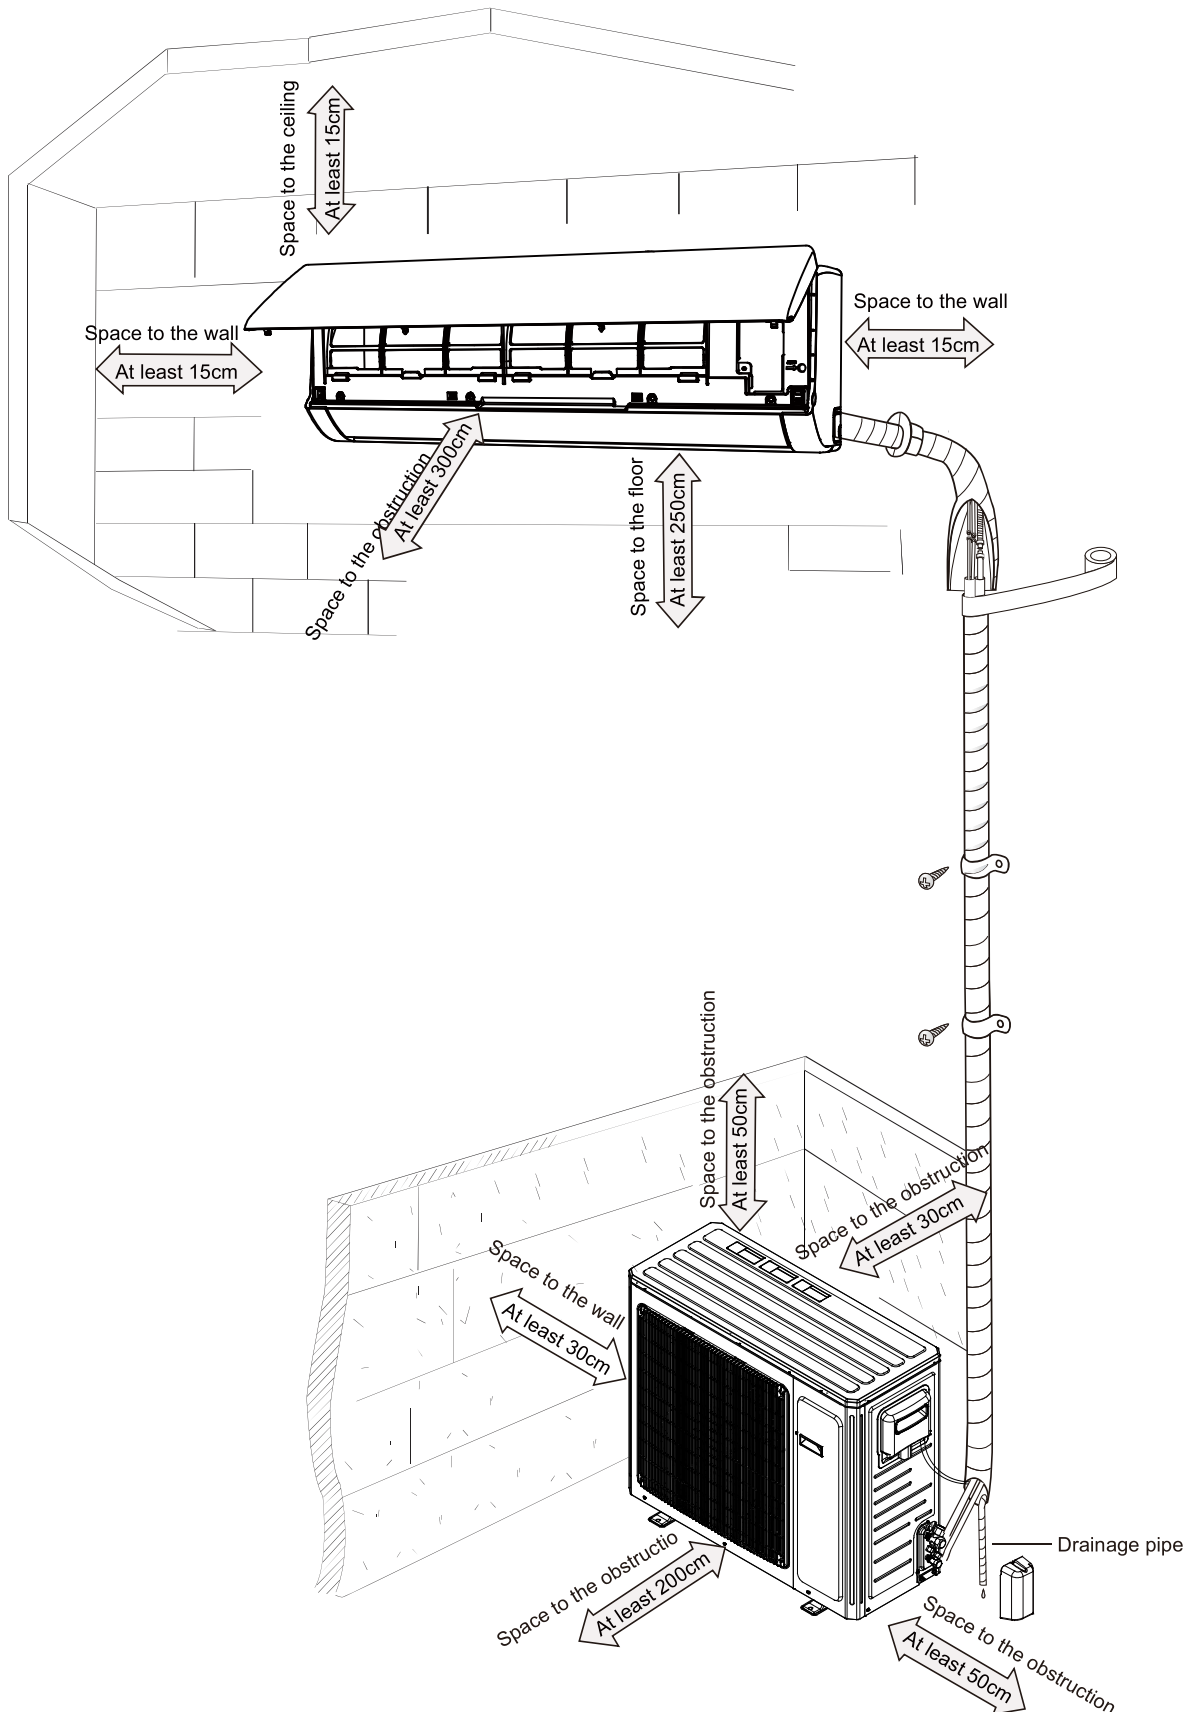 Space to the ceiling
At least 15cm
Space to the wall
At least 15cm
Space to the wall
At least 15cm
Space to the obstruction
At least 300cm
Space to the floor
At least 250cm
Space to the obstruction
At least 50cm
Space to the obstruction
At least 30cm
Space to the wall
At least 30cm
Space to the obstructio
At least 200cm
Drainage pipe
Space to the obstruction
At least 50cm